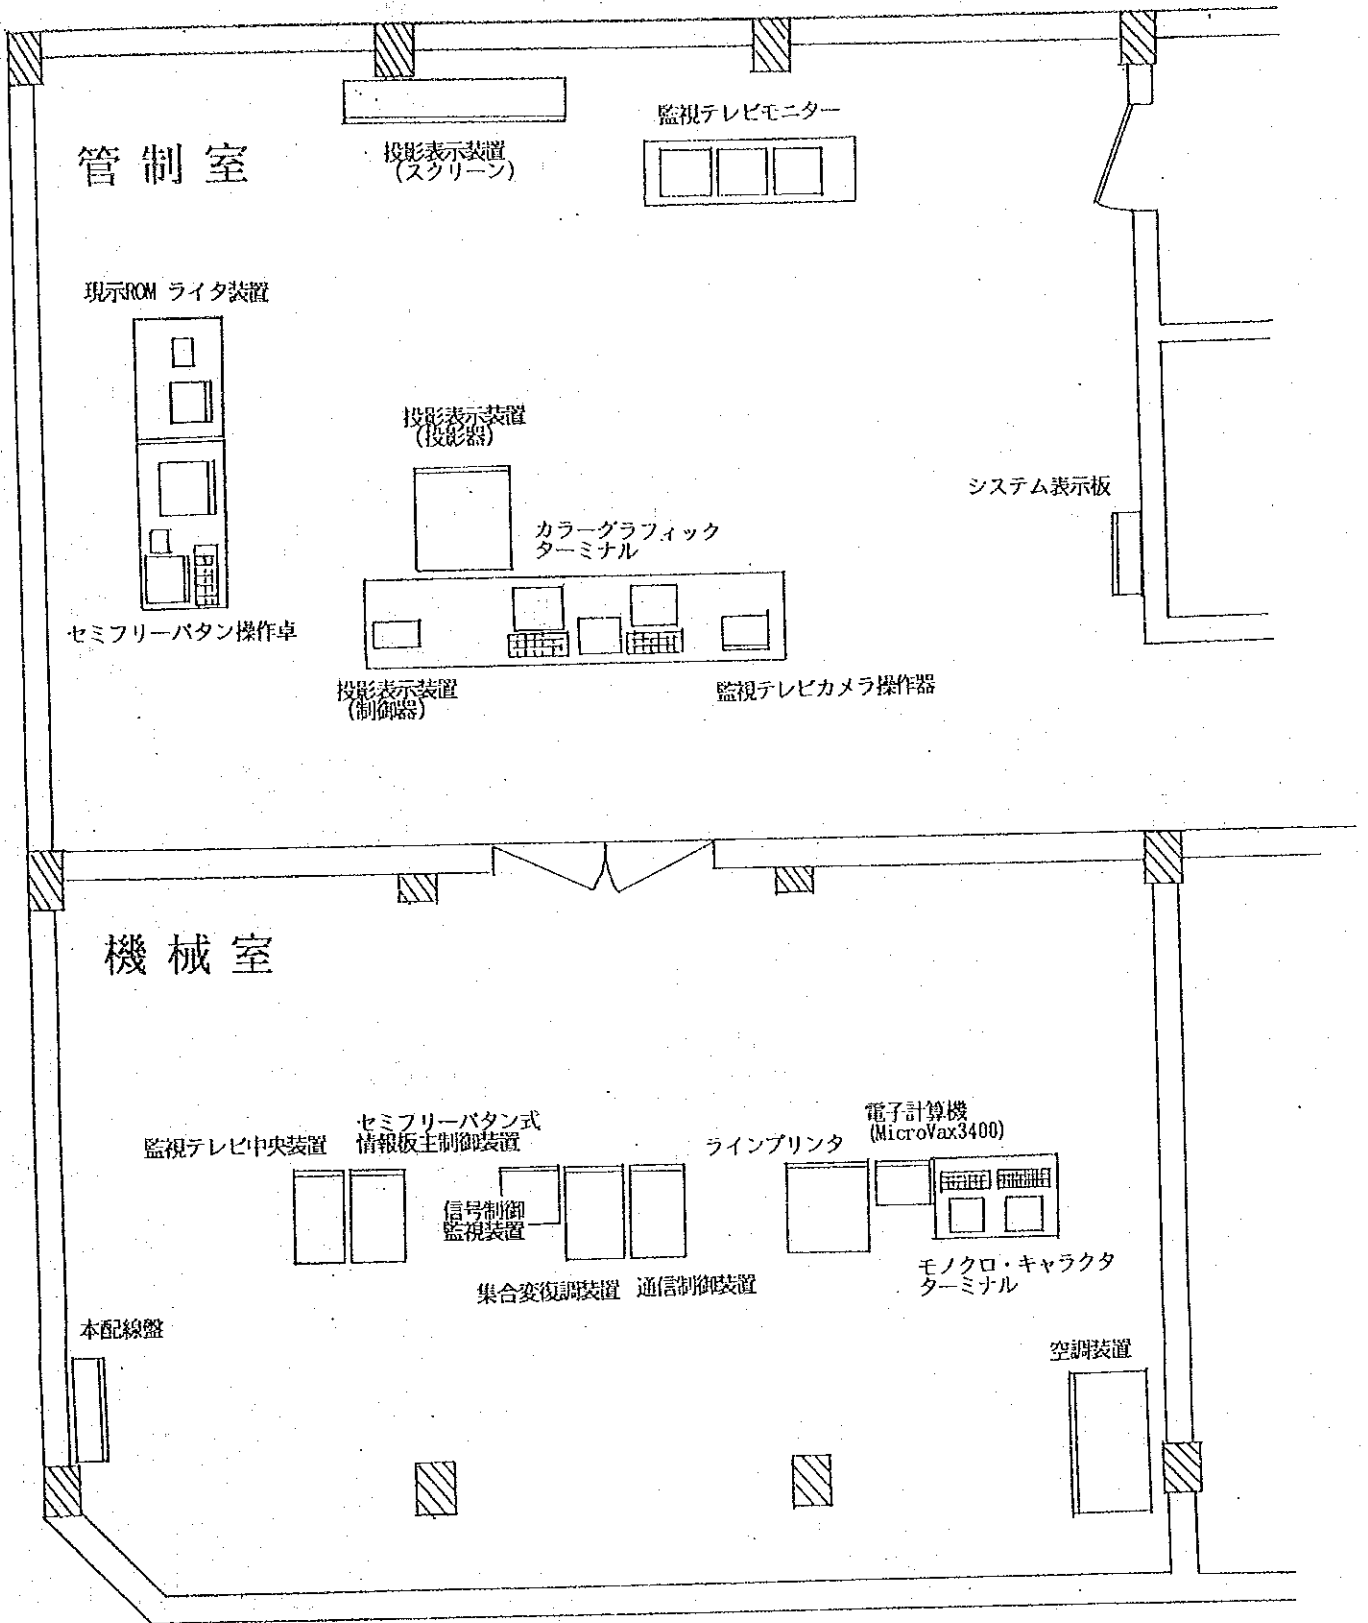 監視テレビモニター
管制室
投影表示装置
(スクリーン)
現示ROM ライタ装置
投影表示装置
(投影器)
システム表示板
カラーグラフィック
ターミナル
セミフリーパタン操作卓
投影表示装置
(制御器)
監視テレビカメラ操作器
機械室
監視テレビ中央装置
セミフリーパタン式
情報板主制御装置
ラインプリンタ
電子計算機
(MicroVax3400)
信号制御
監視装置
集合変復調装置
通信制御装置
モノクロ・キャラクタ
ターミナル
本配線盤
空調装置